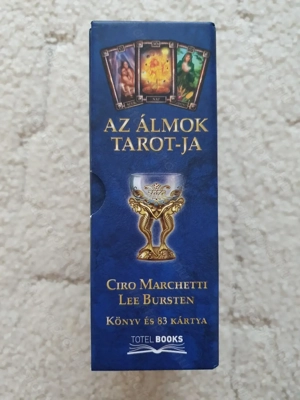 AZ ÁLMOK
TAROT-JA
CIRO MARCHETTI
LEE BURSTEN
KÖNYV ÉS 83 KÁRTYA
TOTEL BOOKS